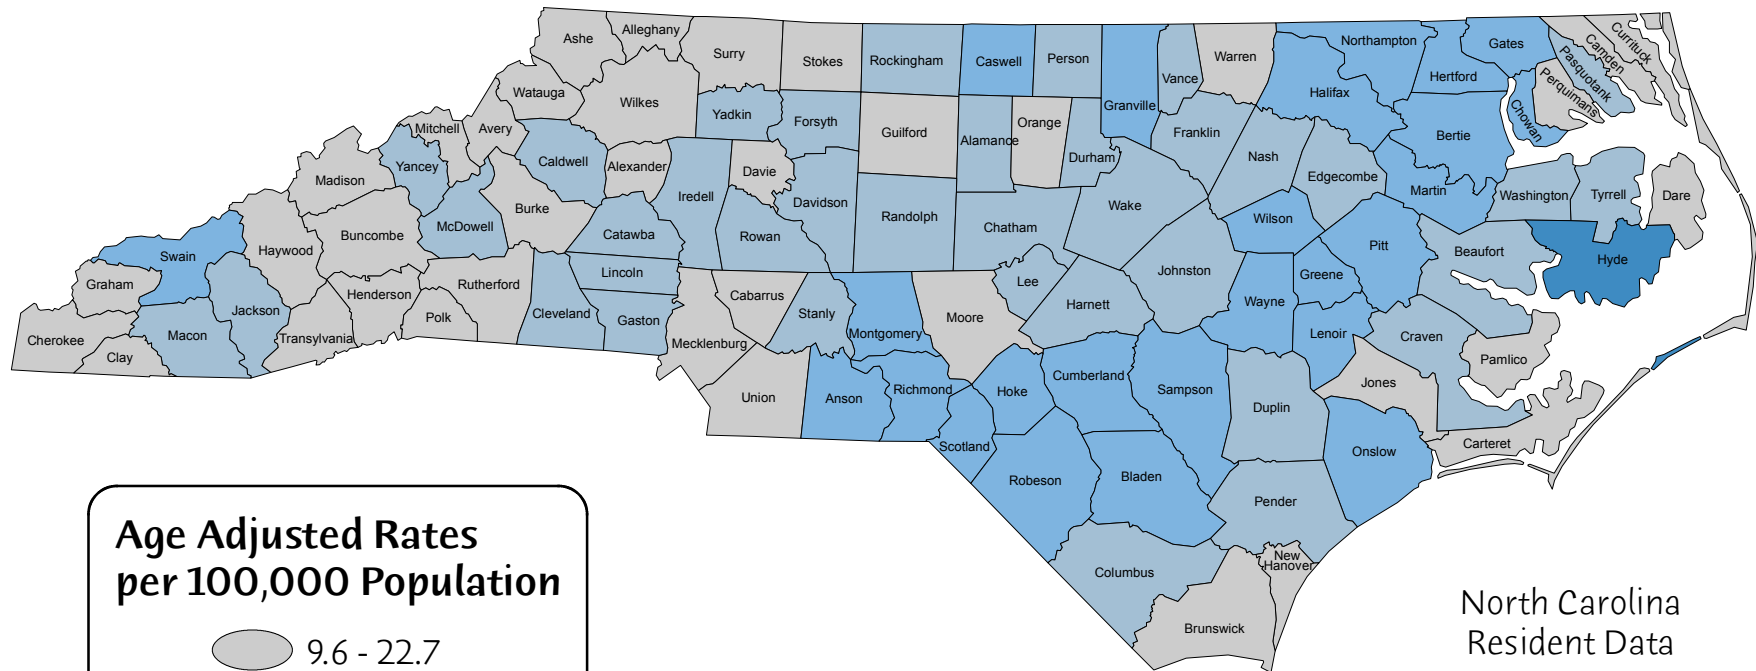 Ashe
Alleghany
Surry
Stokes
Rockingham
Caswell
Person
Granville
Vance
Warren
Northampton
Halifax
Hertford
Gates
Pasquotank
Camden
Currituck
Perquimans
Chowan
Bertie
Watauga
Wilkes
Yadkin
Forsyth
Guilford
Alamance
Orange
Durham
Franklin
Nash
Edgecombe
Martin
Washington
Tyrrell
Dare
Mitchell
Avery
Yancey
Caldwell
Alexander
Iredell
Davie
Davidson
Randolph
Chatham
Wake
Wilson
Pitt
Beaufort
Hyde
Madison
Buncombe
McDowell
Burke
Catawba
Rowan
Lee
Johnston
Wayne
Greene
Swain
Haywood
Graham
Jackson
Henderson
Rutherford
Lincoln
Cleveland
Gaston
Cabarrus
Stanly
Montgomery
Moore
Harnett
Lenoir
Craven
Pamlico
Cherokee
Clay
Macon
Transylvania
Polk
Mecklenburg
Union
Anson
Richmond
Hoke
Cumberland
Sampson
Duplin
Jones
Carteret
Scotland
Robeson
Bladen
Onslow
Pender
Columbus
New
Hanover
Brunswick
Age Adjusted Rates
per 100,000 Population
9.6 - 22.7
North Carolina
Resident Data